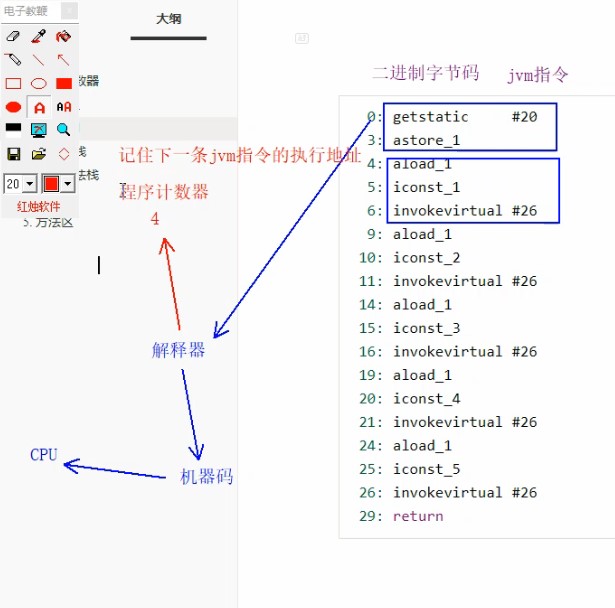 电子教鞭
大纲
二进制字节码 jvm指令
数器
栈
法栈
5. 方法区
20
红烛软件
A
AA
记住下一条jvm指令的执行地址
程序计数器
4
解释器
机器码
CPU
0: getstatic #20
3: astore_1
4: aload_1
5: iconst_1
6: invokevirtual #26
9: aload_1
10: iconst_2
11: invokevirtual #26
14: aload_1
15: iconst_3
16: invokevirtual #26
19: aload_1
20: iconst_4
21: invokevirtual #26
24: aload_1
25: iconst_5
26: invokevirtual #26
29: return